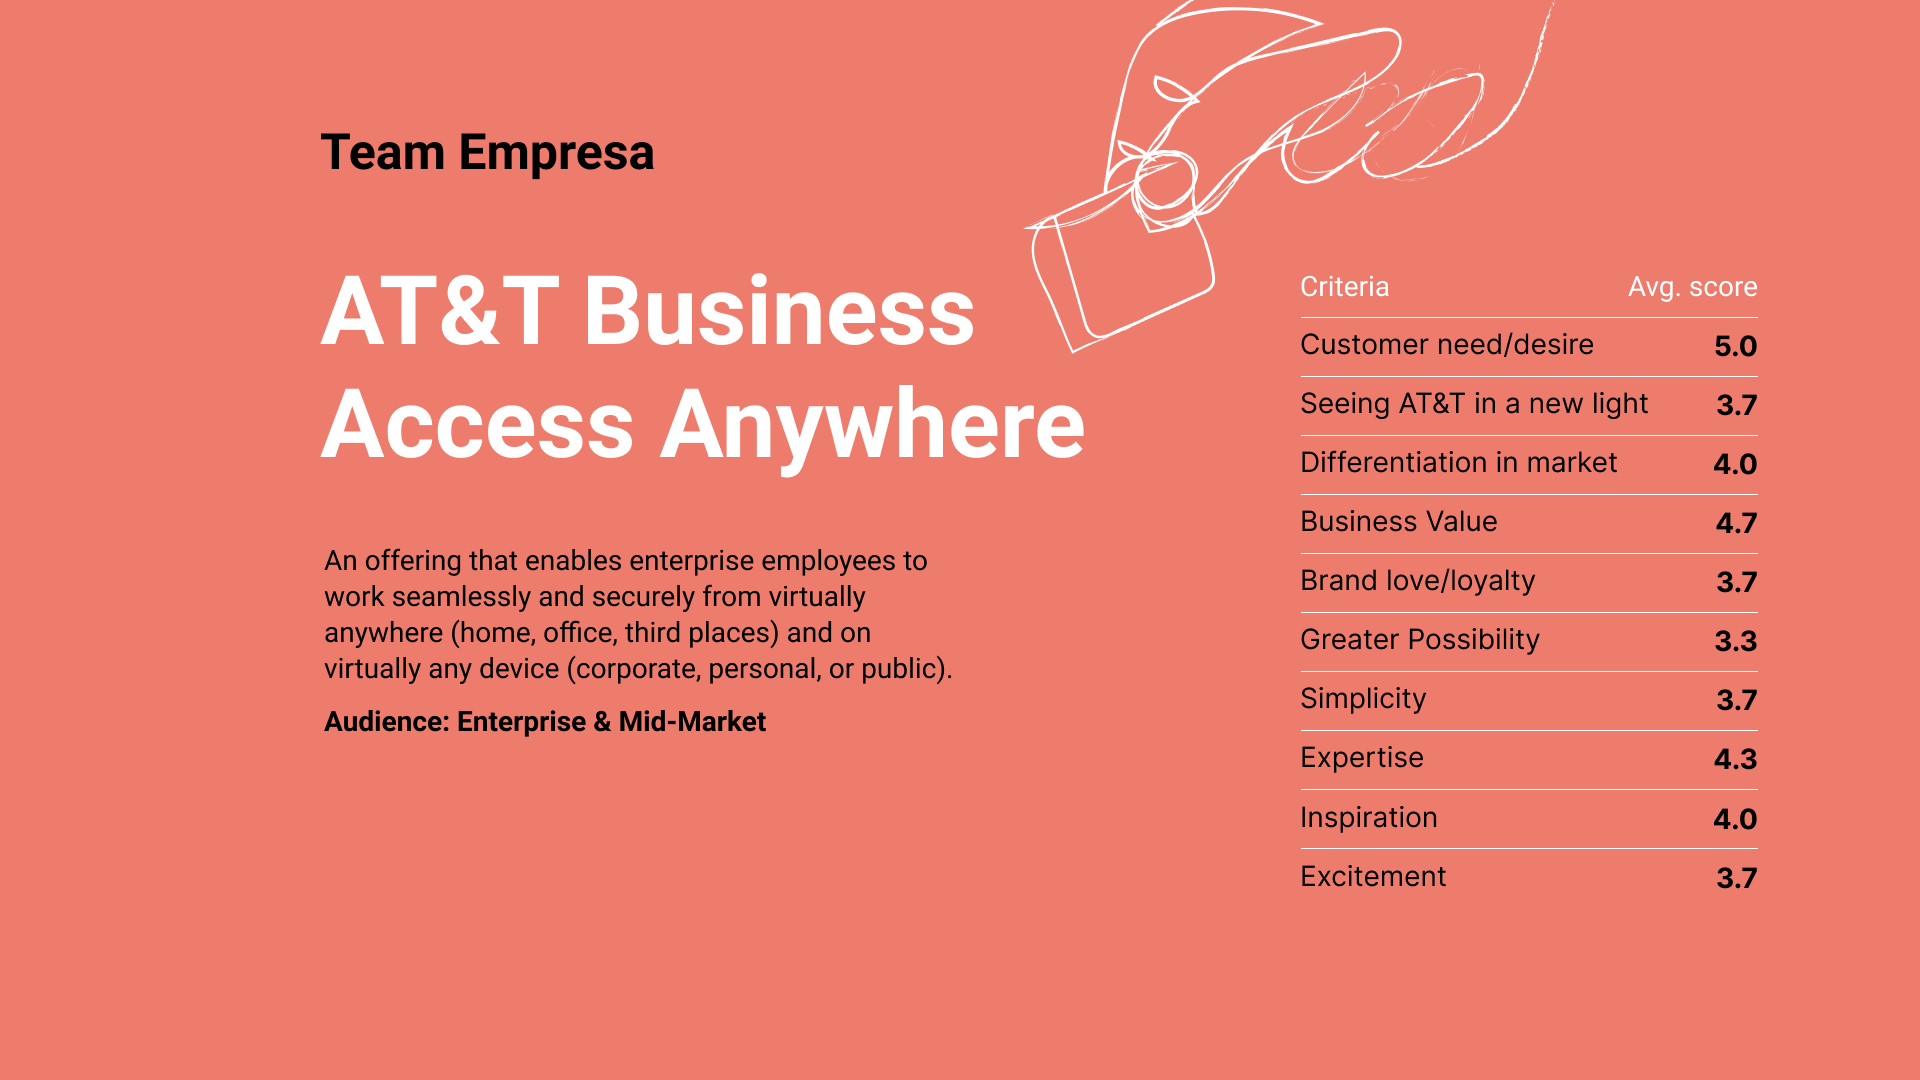 Team Empresa
AT&T Business
Access Anywhere
An offering that enables enterprise employees to
work seamlessly and securely from virtually
anywhere (home, office, third places) and on
virtually any device (corporate, personal, or public).
Audience: Enterprise & Mid-Market
Criteria Avg. score
Customer need/desire 5.0
Seeing AT&T in a new light 3.7
Differentiation in market 4.0
Business Value 4.7
Brand love/loyalty 3.7
Greater Possibility 3.3
Simplicity 3.7
Expertise 4.3
Inspiration 4.0
Excitement 3.7